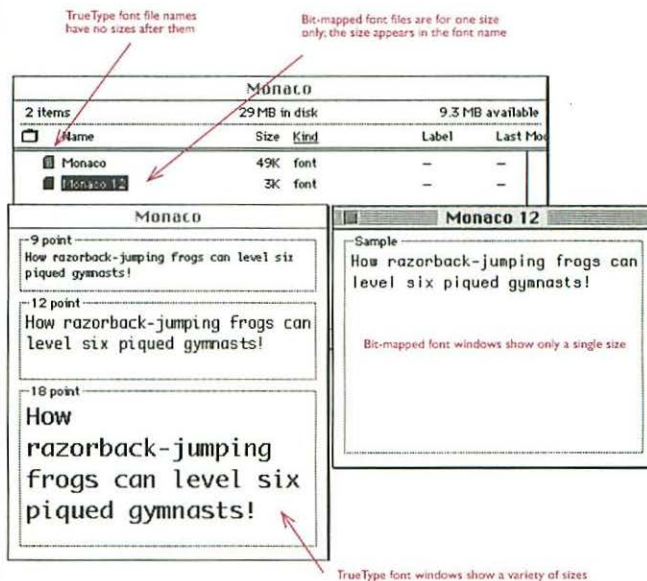 TrueType font file names
have no sizes after them
Bit-mapped font files are for one size
only; the size appears in the font name
Monaco
2 items 29 MB in disk 9.3 MB available
Name Size Kind Label Last Mod
Monaco 49K font – –
Monaco 12 3K font – –
Monaco
9 point
How razorback-jumping frogs can level six
piqued gymnasts!
12 point
How razorback-jumping frogs can
level six piqued gymnasts!
18 point
How
razorback-jumping
frogs can level six
piqued gymnasts!
Monaco 12
Sample
How razorback-jumping frogs can
level six piqued gymnasts!
Bit-mapped font windows show only a single size
TrueType font windows show a variety of sizes